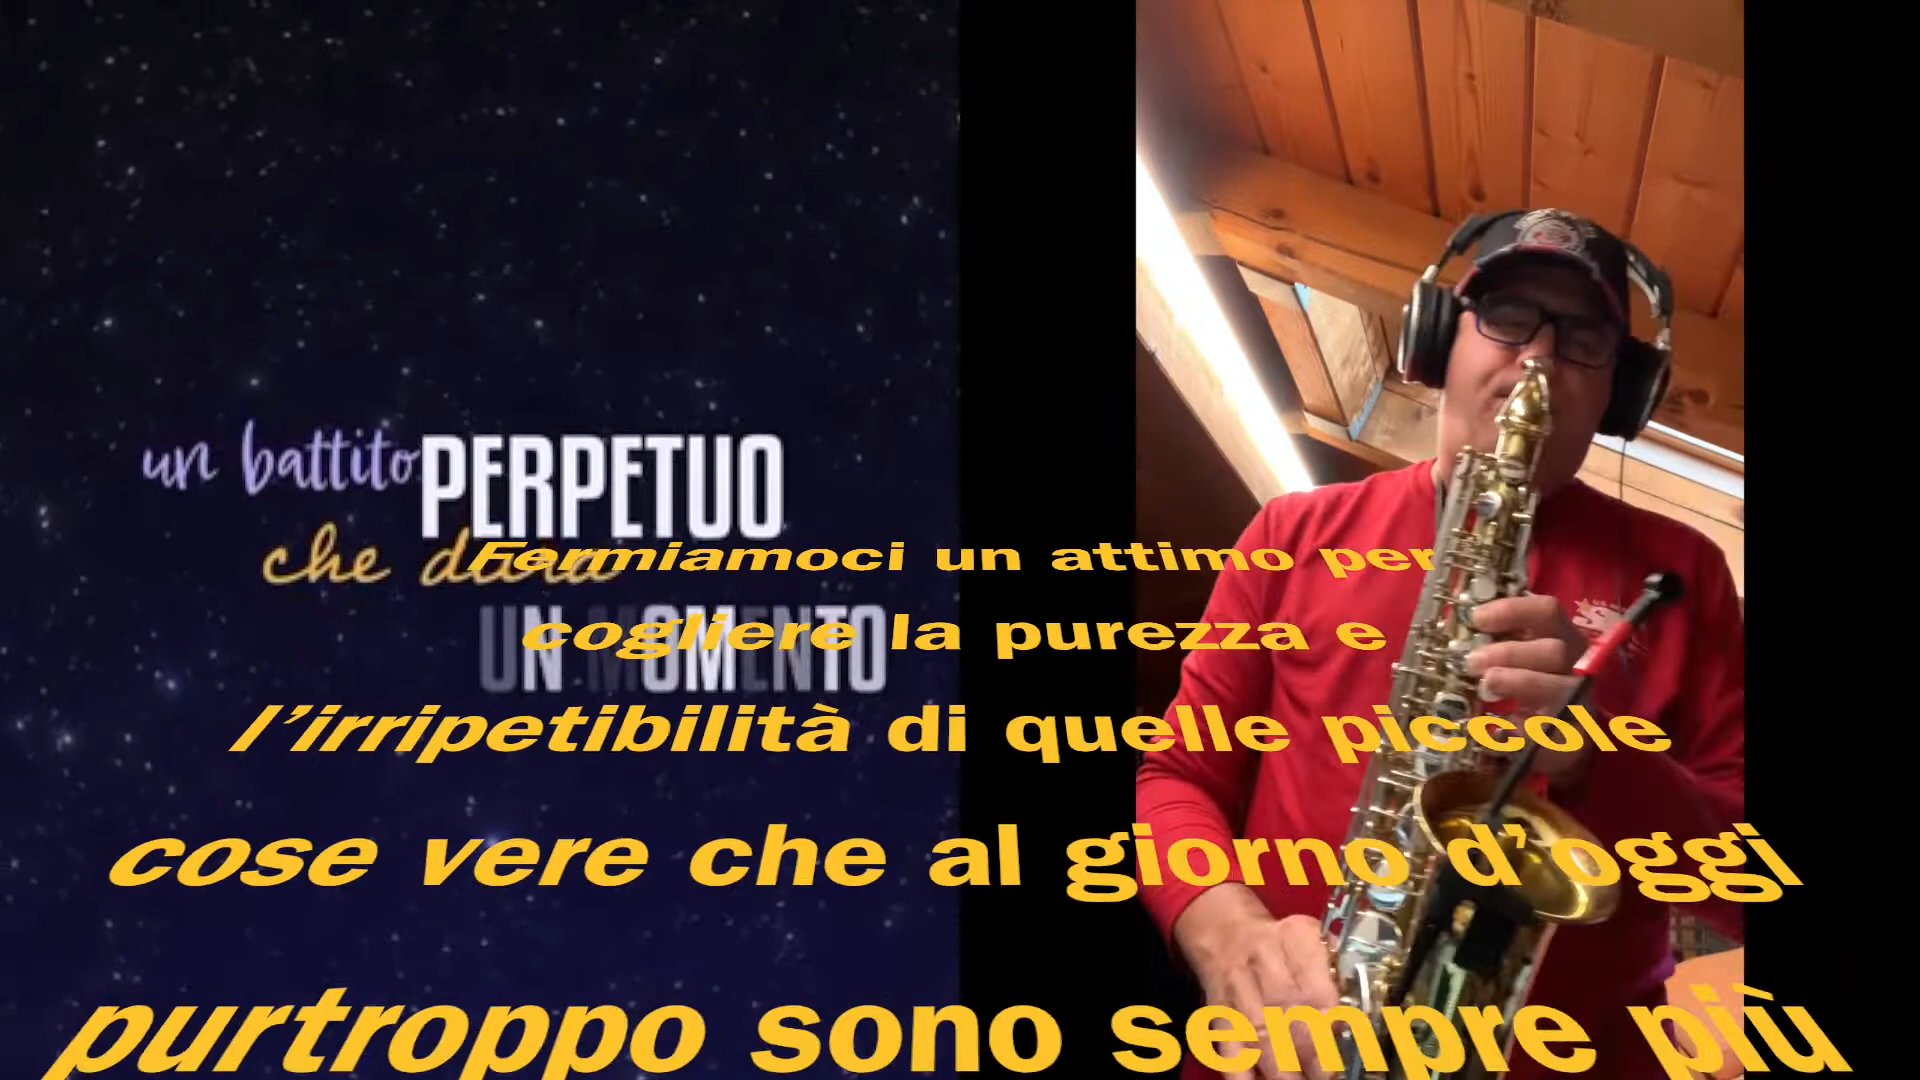 un battito PERPETUO
che darà
UN MOMENTO
Fermiamoci un attimo per
cogliere la purezza e
l'irripetibilità di quelle piccole
cose vere che al giorno d'oggi
purtroppo sono sempre più